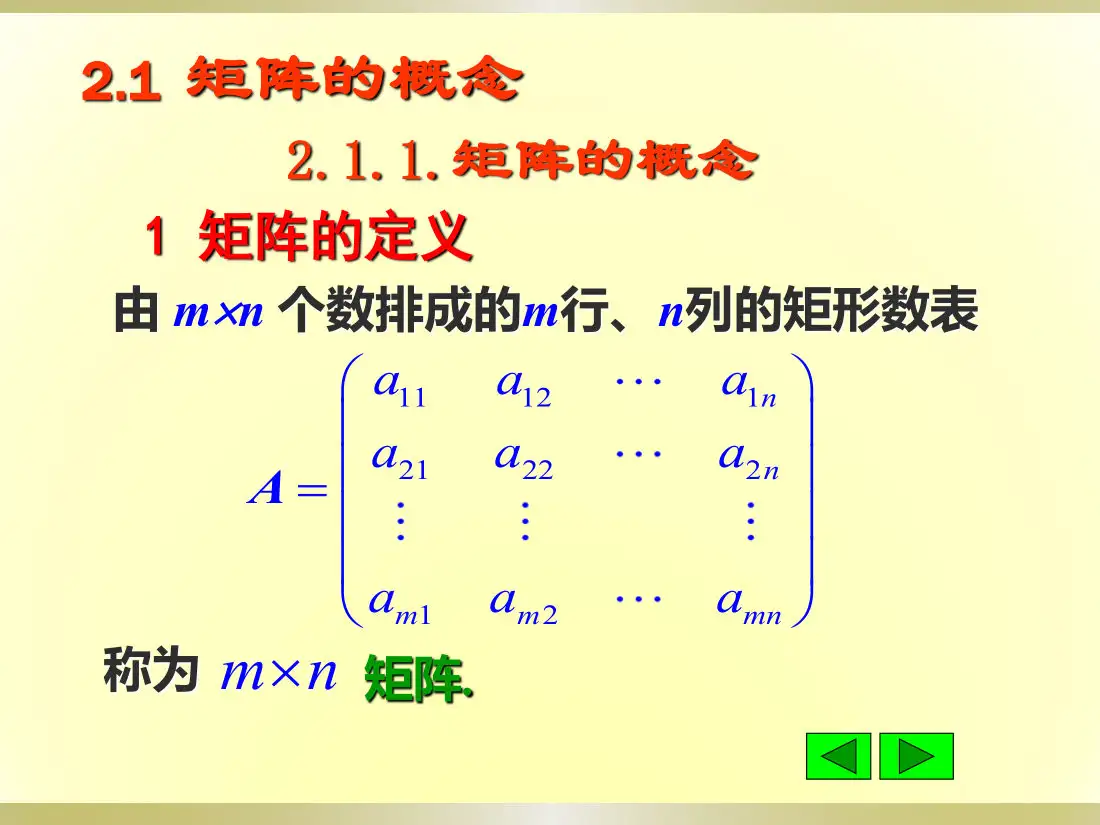 2.1 矩阵的概念
2.1.1.矩阵的概念
1 矩阵的定义
由 m×n 个数排成的m行、n列的矩形数表
a₁₁ a₁₂ ⋯ a₁ₙ
a₂₁ a₂₂ ⋯ a₂ₙ
A =
⋮ ⋮ ⋮
aₘ₁ aₘ₂ ⋯ aₘₙ
称为 m×n 矩阵.